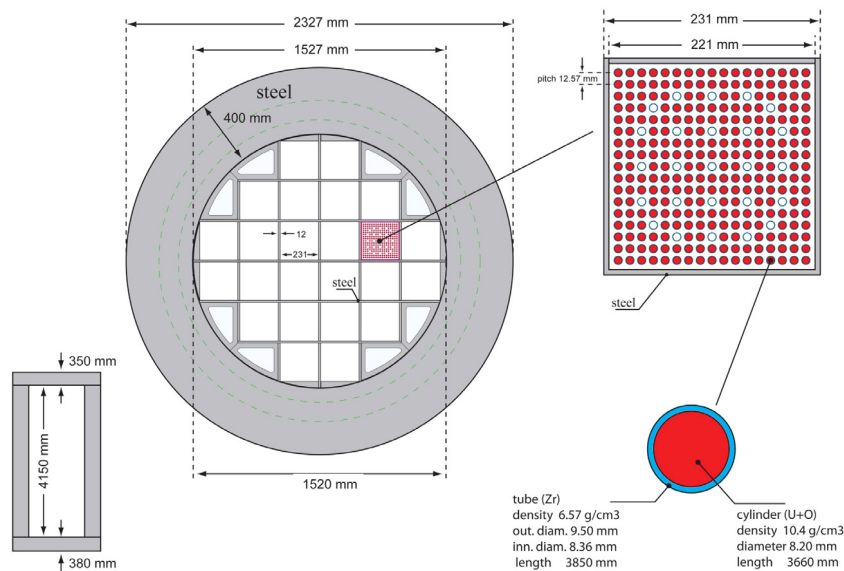 2327 mm
1527 mm
steel
400 mm
12
231
steel
1520 mm
350 mm
4150 mm
380 mm
231 mm
221 mm
pitch 12.57 mm
steel
tube (Zr)
density 6.57 g/cm3
out. diam. 9.50 mm
inn. diam. 8.36 mm
length 3850 mm
cylinder (U+O)
density 10.4 g/cm3
diameter 8.20 mm
length 3660 mm